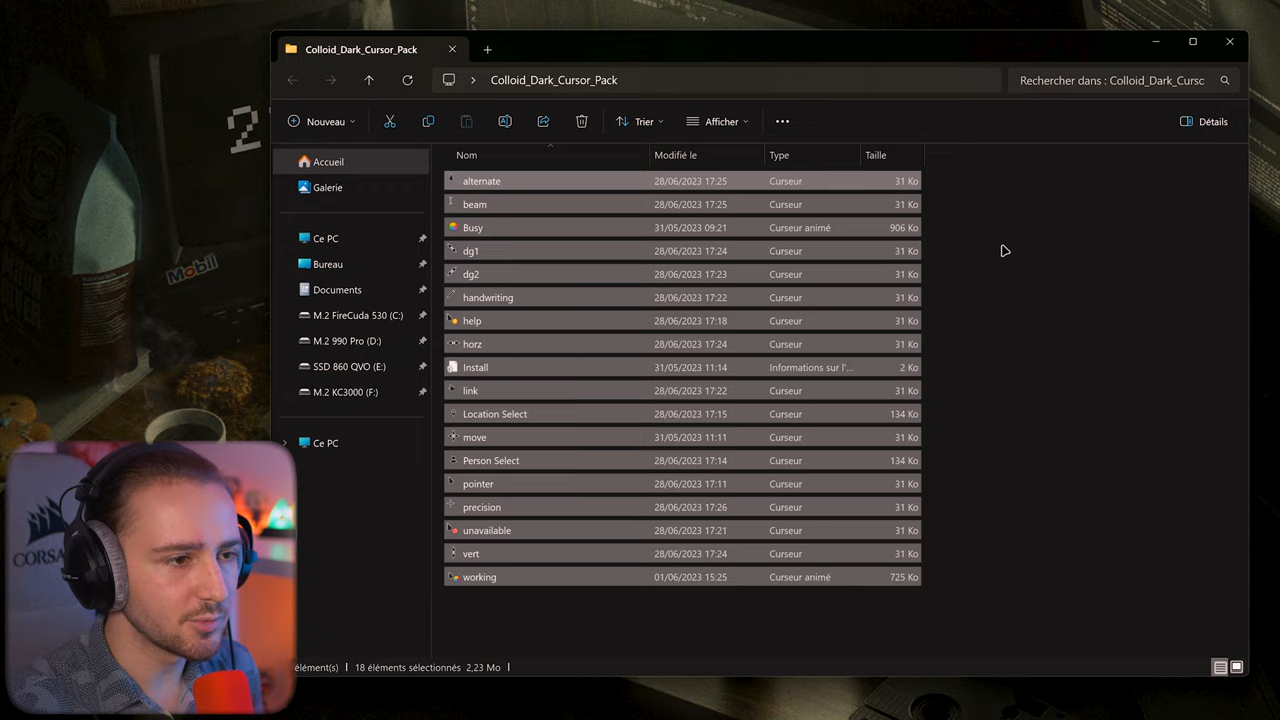 Colloid_Dark_Cursor_Pack
Colloid_Dark_Cursor_Pack
Rechercher dans : Colloid_Dark_Cursc
Nouveau
Trier
Afficher
Détails
Accueil
Galerie
Ce PC
Bureau
Documents
M.2 FireCuda 530 (C:)
M.2 990 Pro (D:)
SSD 860 QVO (E:)
M.2 KC3000 (F:)
Ce PC
Nom Modifié le Type Taille
alternate 28/06/2023 17:25 Curseur 31 Ko
beam 28/06/2023 17:25 Curseur 31 Ko
Busy 31/05/2023 09:21 Curseur animé 906 Ko
dg1 28/06/2023 17:24 Curseur 31 Ko
dg2 28/06/2023 17:23 Curseur 31 Ko
handwriting 28/06/2023 17:22 Curseur 31 Ko
help 28/06/2023 17:18 Curseur 31 Ko
horz 28/06/2023 17:24 Curseur 31 Ko
Install 31/05/2023 11:14 Informations sur l'... 2 Ko
link 28/06/2023 17:22 Curseur 31 Ko
Location Select 28/06/2023 17:15 Curseur 134 Ko
move 31/05/2023 11:11 Curseur 31 Ko
Person Select 28/06/2023 17:14 Curseur 134 Ko
pointer 28/06/2023 17:11 Curseur 31 Ko
precision 28/06/2023 17:26 Curseur 31 Ko
unavailable 28/06/2023 17:21 Curseur 31 Ko
vert 28/06/2023 17:24 Curseur 31 Ko
working 01/06/2023 15:25 Curseur animé 725 Ko
élément(s) 18 éléments sélectionnés 2,23 Mo
Mobil
2
CORSA